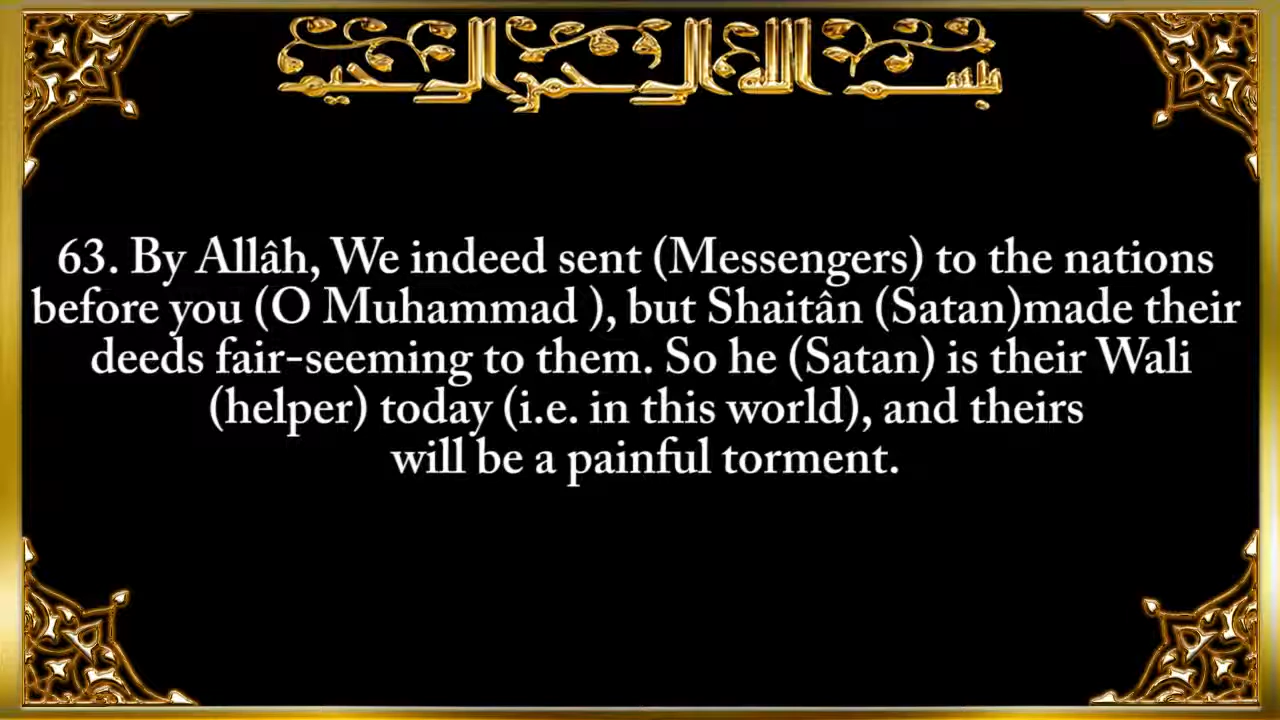 بسم الله الرحمن الرحيم
63. By Allâh, We indeed sent (Messengers) to the nations
before you (O Muhammad ), but Shaitân (Satan)made their
deeds fair-seeming to them. So he (Satan) is their Wali
(helper) today (i.e. in this world), and theirs
will be a painful torment.